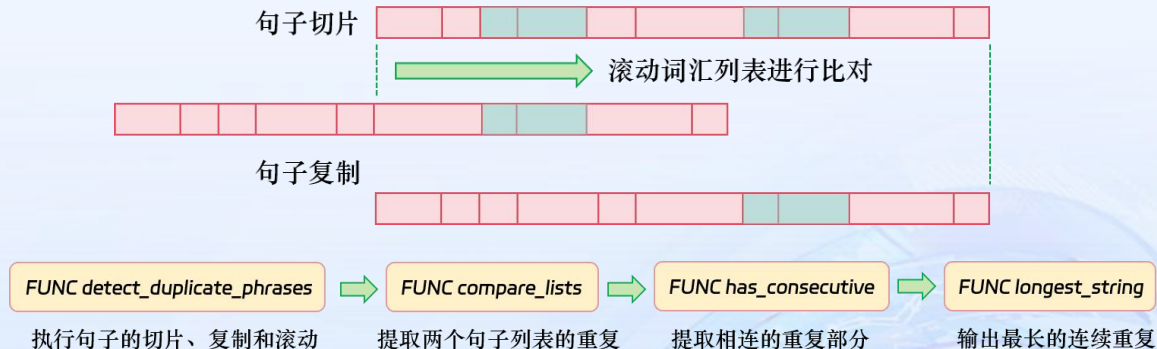 句子切片
滚动词汇列表进行比对
句子复制
FUNC detect_duplicate_phrases
FUNC compare_lists
FUNC has_consecutive
FUNC longest_string
执行句子的切片、复制和滚动
提取两个句子列表的重复
提取相连的重复部分
输出最长的连续重复